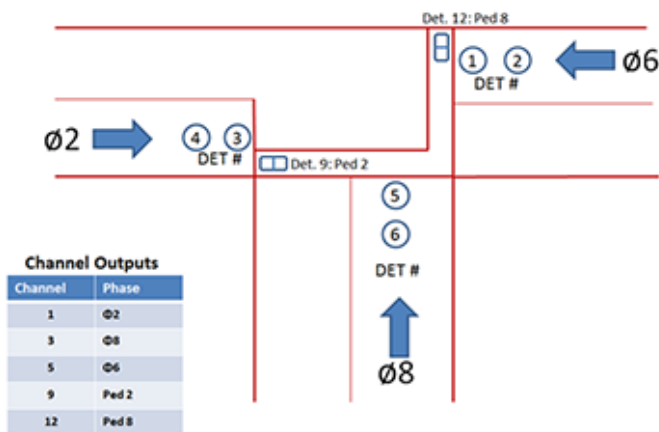 Det. 12: Ped 8
1 2
DET #
Ø6
Ø2
4 3
DET #
Det. 9: Ped 2
5
6
DET #
Ø8
Channel Outputs
Channel Phase
1 Φ2
3 Φ8
5 Φ6
9 Ped 2
12 Ped 8